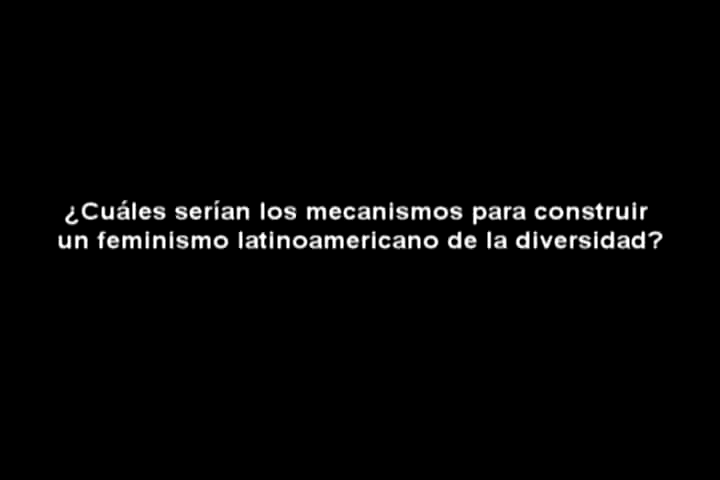 ¿Cuáles serían los mecanismos para construir
un feminismo latinoamericano de la diversidad?